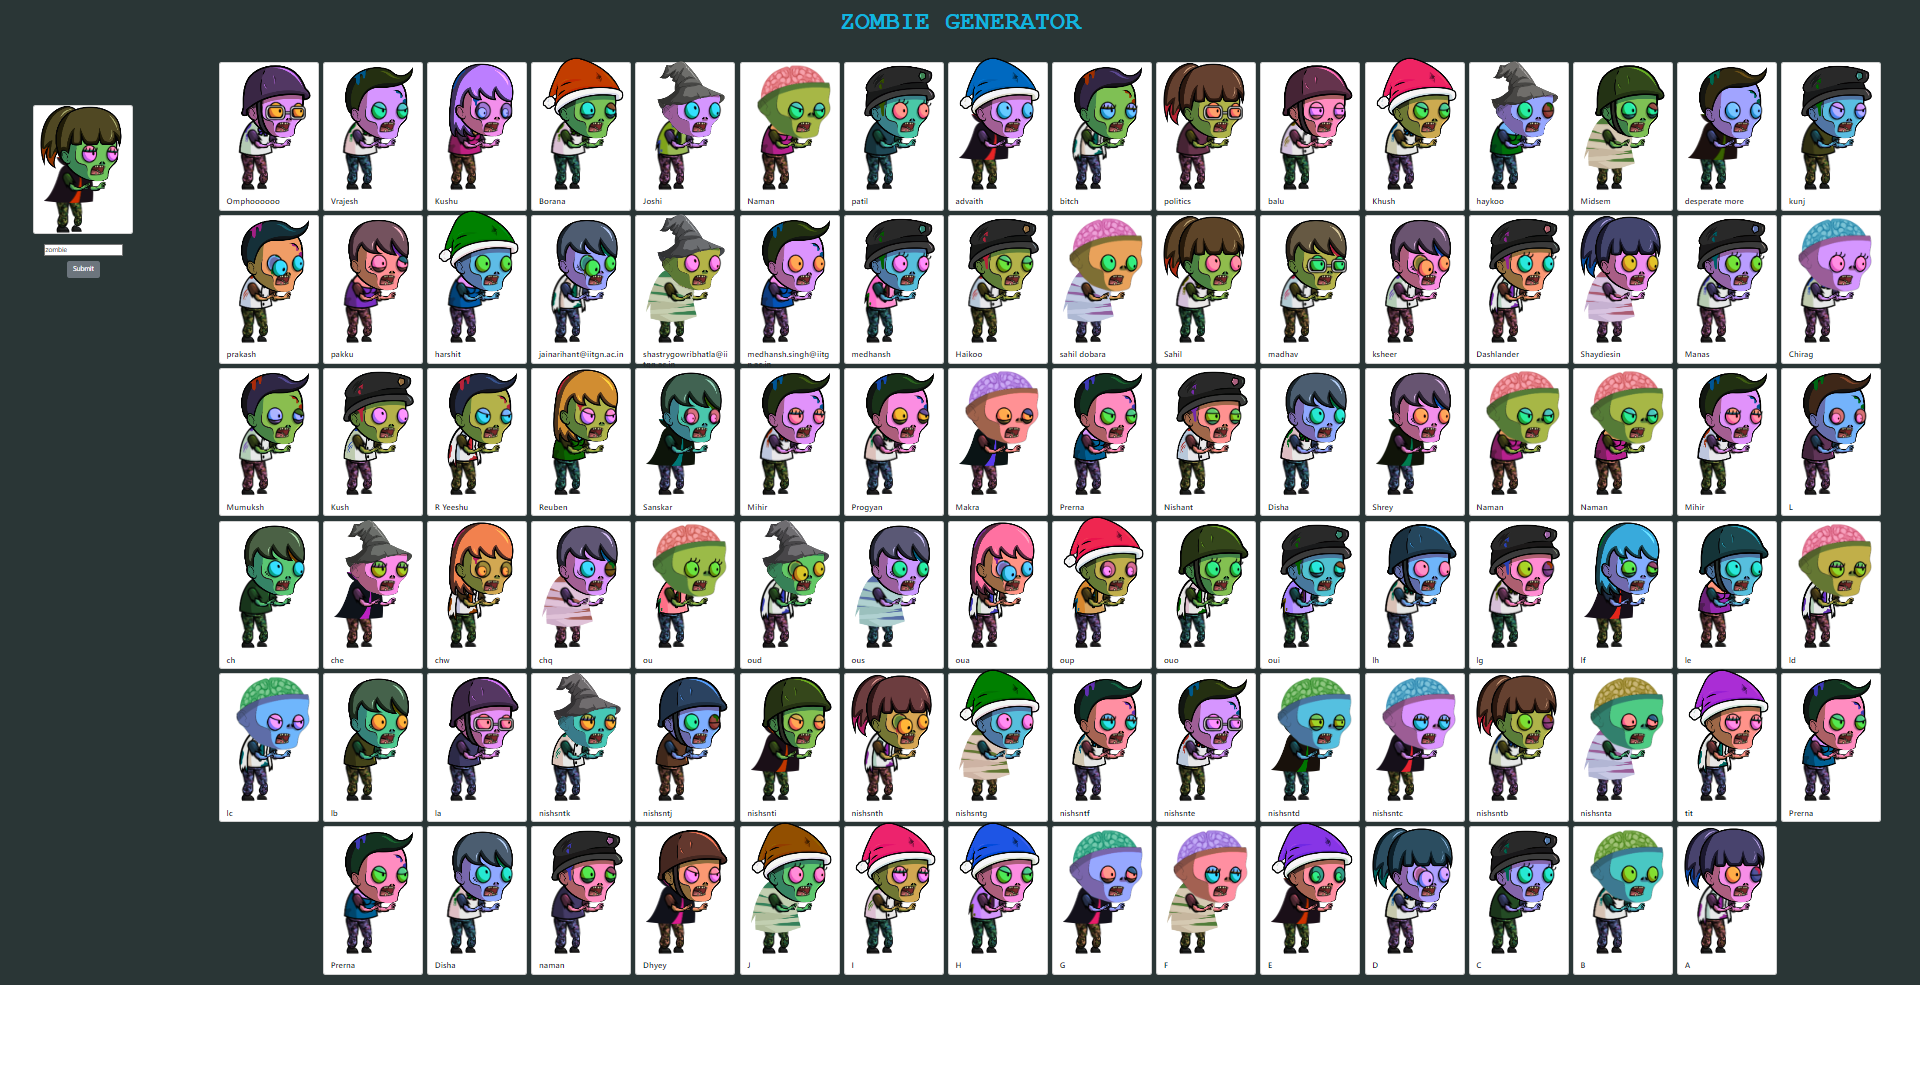 ZOMBIE GENERATOR
zombie
Submit
Omphoooooo
Vrajesh
Kushu
Borana
Joshi
Naman
patil
advaith
bitch
politics
balu
Khush
haykoo
Midsem
desperate more
kunj
prakash
pakku
harshit
jainarihant@iitgn.ac.in
shastrygowribhatla@ii
medhansh.singh@iitg
medhansh
Haikoo
sahil dobara
Sahil
madhav
ksheer
Dashlander
Shaydiesin
Manas
Chirag
Mumuksh
Kush
R Yeeshu
Reuben
Sanskar
Mihir
Progyan
Makra
Prerna
Nishant
Disha
Shrey
Naman
Naman
Mihir
L
ch
che
chw
chq
ou
oud
ous
oua
oup
ouo
oui
lh
lg
lf
le
ld
lc
lb
la
nishsntk
nishsntj
nishsnti
nishsnth
nishsntg
nishsntf
nishsnte
nishsntd
nishsntc
nishsntb
nishsnta
tit
Prerna
Prerna
Disha
naman
Dhyey
J
I
H
G
F
E
D
C
B
A